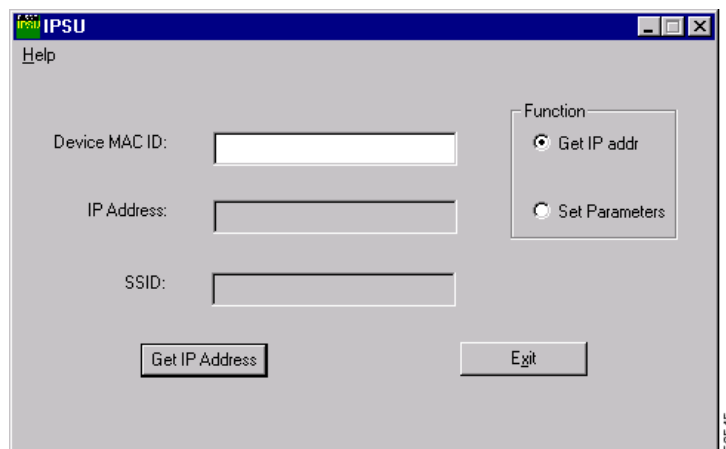 IPSU
Help
Function
Device MAC ID:
Get IP addr
IP Address:
Set Parameters
SSID:
Get IP Address
Exit